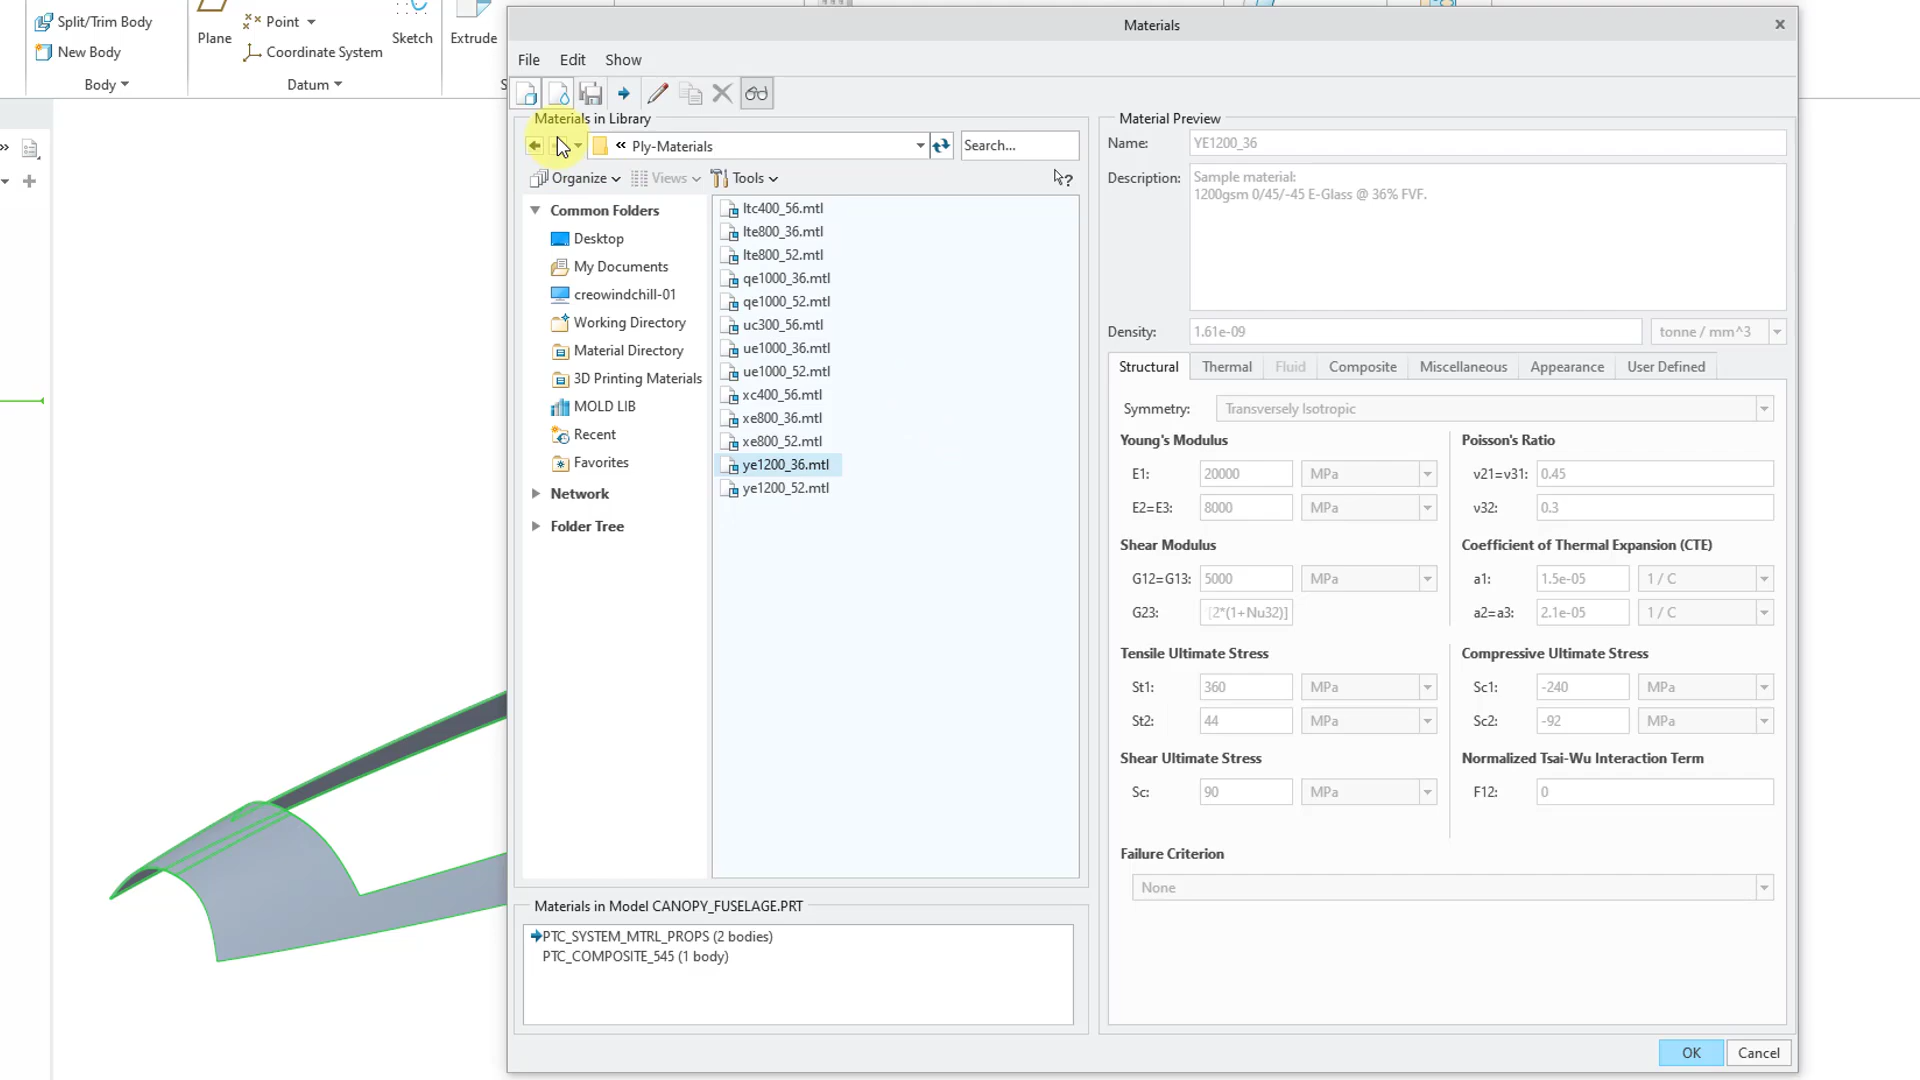 Split/Trim Body
New Body
Body
Plane
Point
Coordinate System
Sketch
Datum
Extrude
Materials
File
Edit
Show
Materials in Library
« Ply-Materials
Search...
Organize
Views
Tools
Common Folders
Desktop
My Documents
creowindchill-01
Working Directory
Material Directory
3D Printing Materials
MOLD LIB
Recent
Favorites
Network
Folder Tree
ltc400_56.mtl
lte800_36.mtl
lte800_52.mtl
qe1000_36.mtl
qe1000_52.mtl
uc300_56.mtl
ue1000_36.mtl
ue1000_52.mtl
xc400_56.mtl
xe800_36.mtl
xe800_52.mtl
ye1200_36.mtl
ye1200_52.mtl
Materials in Model CANOPY_FUSELAGE.PRT
PTC_SYSTEM_MTRL_PROPS (2 bodies)
PTC_COMPOSITE_545 (1 body)
Material Preview
Name: YE1200_36
Description: Sample material:
1200gsm 0/45/-45 E-Glass @ 36% FVF.
Density: 1.61e-09 tonne / mm^3
Structural Thermal Fluid Composite Miscellaneous Appearance User Defined
Symmetry: Transversely Isotropic
Young's Modulus
E1: 20000 MPa
E2=E3: 8000 MPa
Poisson's Ratio
ν21=ν31: 0.45
ν32: 0.3
Shear Modulus
G12=G13: 5000 MPa
G23: [2*(1+Nu32)]
Coefficient of Thermal Expansion (CTE)
a1: 1.5e-05 1 / C
a2=a3: 2.1e-05 1 / C
Tensile Ultimate Stress
St1: 360 MPa
St2: 44 MPa
Compressive Ultimate Stress
Sc1: -240 MPa
Sc2: -92 MPa
Shear Ultimate Stress
Sc: 90 MPa
Normalized Tsai-Wu Interaction Term
F12: 0
Failure Criterion
None
OK
Cancel